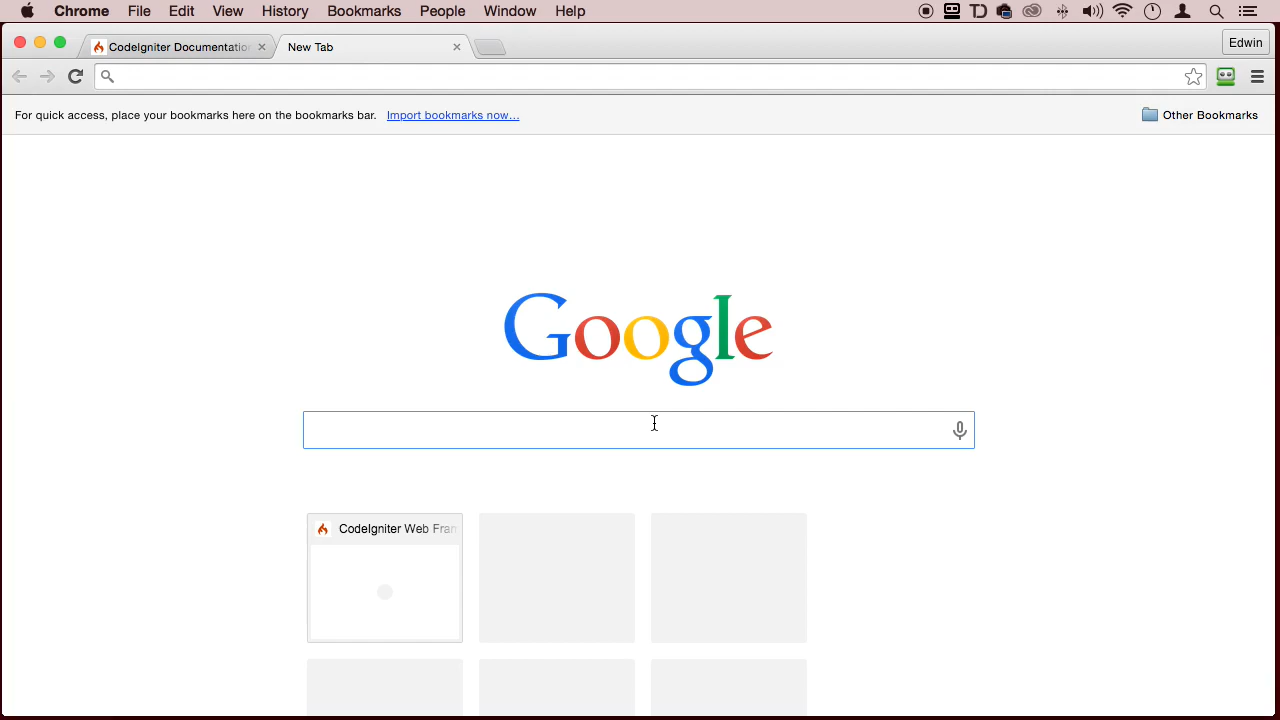 Chrome File Edit View History Bookmarks People Window Help
CodeIgniter Documentation New Tab Edwin
For quick access, place your bookmarks here on the bookmarks bar. Import bookmarks now... Other Bookmarks
Google
CodeIgniter Web Fram